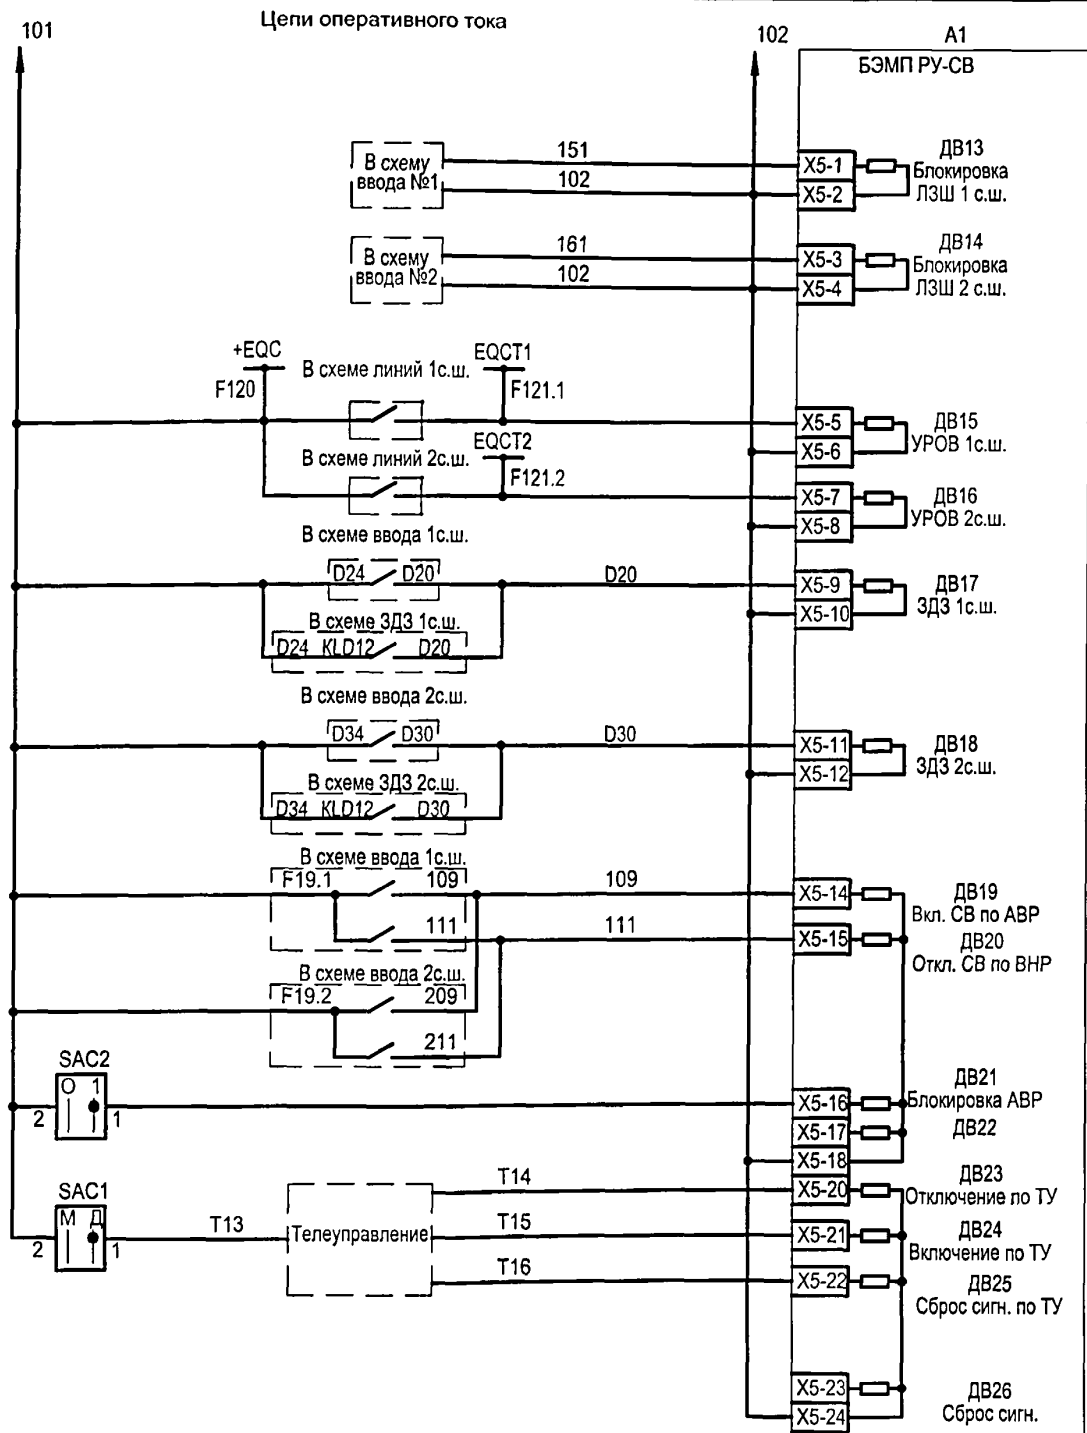 Цепи оперативного тока
101
102
А1
БЭМП РУ-СВ
В схему
ввода №1
151
102
X5-1
X5-2
ДВ13
Блокировка
ЛЗШ 1 с.ш.
В схему
ввода №2
161
102
X5-3
X5-4
ДВ14
Блокировка
ЛЗШ 2 с.ш.
+EQC
F120
В схеме линий 1с.ш.
EQCT1
F121.1
X5-5
X5-6
ДВ15
УРОВ 1с.ш.
В схеме линий 2с.ш.
EQCT2
F121.2
X5-7
X5-8
ДВ16
УРОВ 2с.ш.
В схеме ввода 1с.ш.
D24 D20
D20
X5-9
X5-10
ДВ17
ЗДЗ 1с.ш.
В схеме ЗДЗ 1с.ш.
D24 KLD12 D20
В схеме ввода 2с.ш.
D34 D30
D30
X5-11
X5-12
ДВ18
ЗДЗ 2с.ш.
В схеме ЗДЗ 2с.ш.
D34 KLD12 D30
В схеме ввода 1с.ш.
F19.1 109
109
X5-14
ДВ19
Вкл. СВ по АВР
111
111
X5-15
ДВ20
Откл. СВ по ВНР
В схеме ввода 2с.ш.
F19.2 209
211
SAC2
О 1
2 1
X5-16
ДВ21
Блокировка АВР
X5-17
ДВ22
X5-18
SAC1
М Д
2 1
T13
Телеуправление
T14
X5-20
ДВ23
Отключение по ТУ
T15
X5-21
ДВ24
Включение по ТУ
T16
X5-22
ДВ25
Сброс сигн. по ТУ
X5-23
X5-24
ДВ26
Сброс сигн.